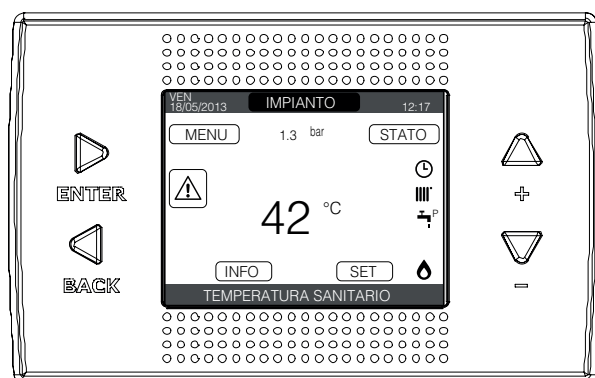 VEN
18/05/2013 IMPIANTO 12:17
MENU 1.3 bar STATO
ENTER
+
42 °C
P
BACK
INFO SET
−
TEMPERATURA SANITARIO